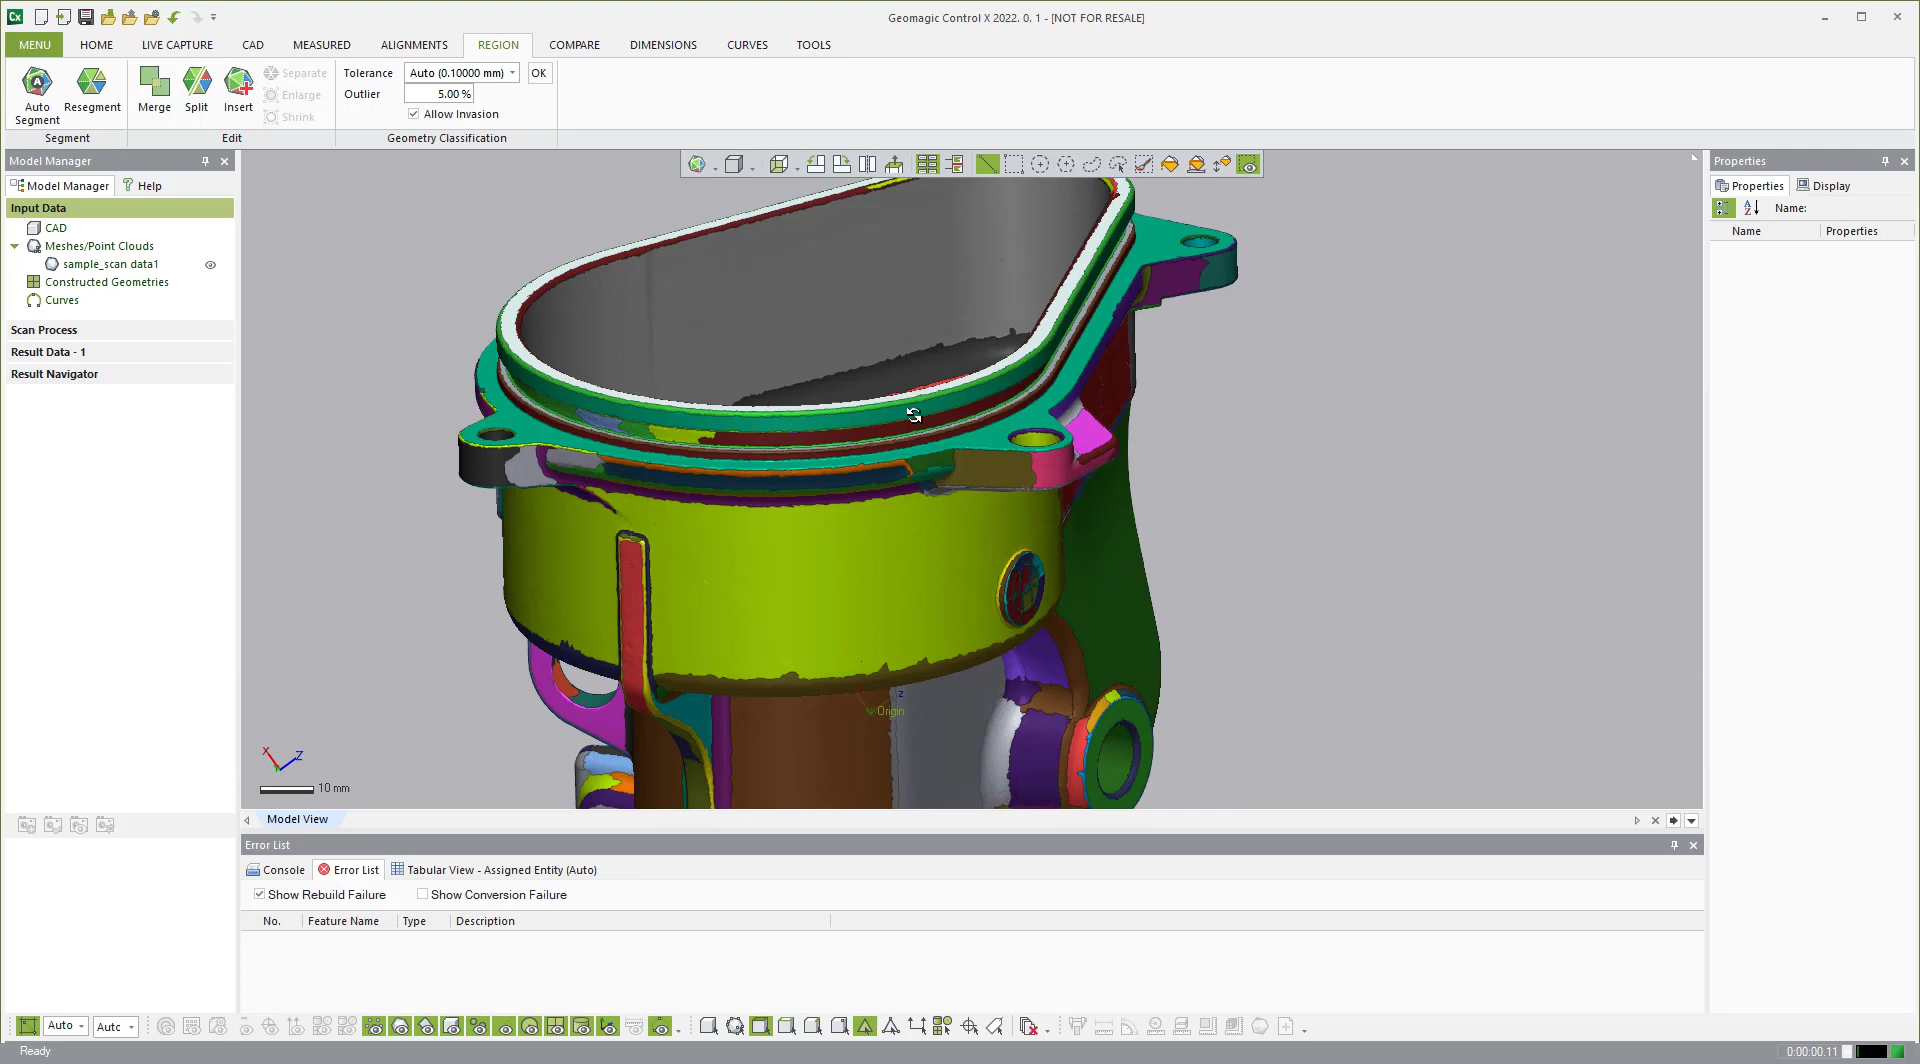 Cx
Geomagic Control X 2022. 0. 1 - [NOT FOR RESALE]
MENU HOME LIVE CAPTURE CAD MEASURED ALIGNMENTS REGION COMPARE DIMENSIONS CURVES TOOLS
Auto Segment Resegment Merge Split Insert Separate Enlarge Shrink
Tolerance Auto (0.10000 mm) OK
Outlier 5.00 %
Allow Invasion
Segment Edit Geometry Classification
Model Manager
Model Manager Help
Input Data
CAD
Meshes/Point Clouds
sample_scan data1
Constructed Geometries
Curves
Scan Process
Result Data - 1
Result Navigator
Z
Origin
X Z
10 mm
Model View
Properties
Properties Display
Name:
Name Properties
Error List
Console Error List Tabular View - Assigned Entity (Auto)
Show Rebuild Failure Show Conversion Failure
No. Feature Name Type Description
Auto Auto
Ready 0:00:00.11